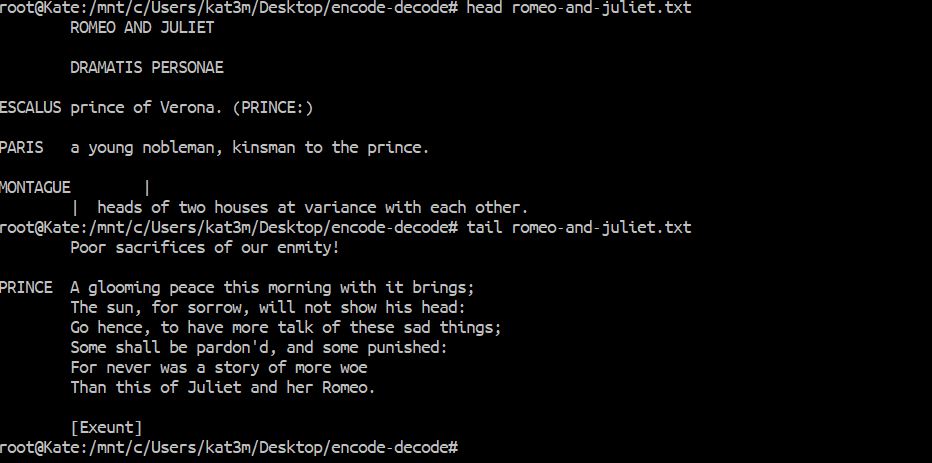 root@Kate:/mnt/c/Users/kat3m/Desktop/encode-decode# head romeo-and-juliet.txt
        ROMEO AND JULIET

        DRAMATIS PERSONAE

ESCALUS prince of Verona. (PRINCE:)

PARIS   a young nobleman, kinsman to the prince.

MONTAGUE        |
        |  heads of two houses at variance with each other.
root@Kate:/mnt/c/Users/kat3m/Desktop/encode-decode# tail romeo-and-juliet.txt
        Poor sacrifices of our enmity!

PRINCE  A glooming peace this morning with it brings;
        The sun, for sorrow, will not show his head:
        Go hence, to have more talk of these sad things;
        Some shall be pardon'd, and some punished:
        For never was a story of more woe
        Than this of Juliet and her Romeo.

        [Exeunt]
root@Kate:/mnt/c/Users/kat3m/Desktop/encode-decode#